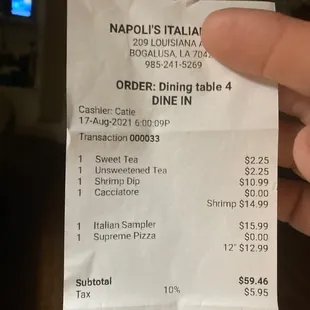 NAPOLI'S ITALIAN
209 LOUISIANA A
BOGALUSA, LA 704
985-241-5269
ORDER: Dining table 4
DINE IN
Cashier: Catie
17-Aug-2021 6:00:09P
Transaction 000033
1 Sweet Tea $2.25
1 Unsweetened Tea $2.25
1 Shrimp Dip $10.99
1 Cacciatore $0.00
Shrimp $14.99
1 Italian Sampler $15.99
1 Supreme Pizza $0.00
12" $12.99
Subtotal $59.46
Tax 10% $5.95